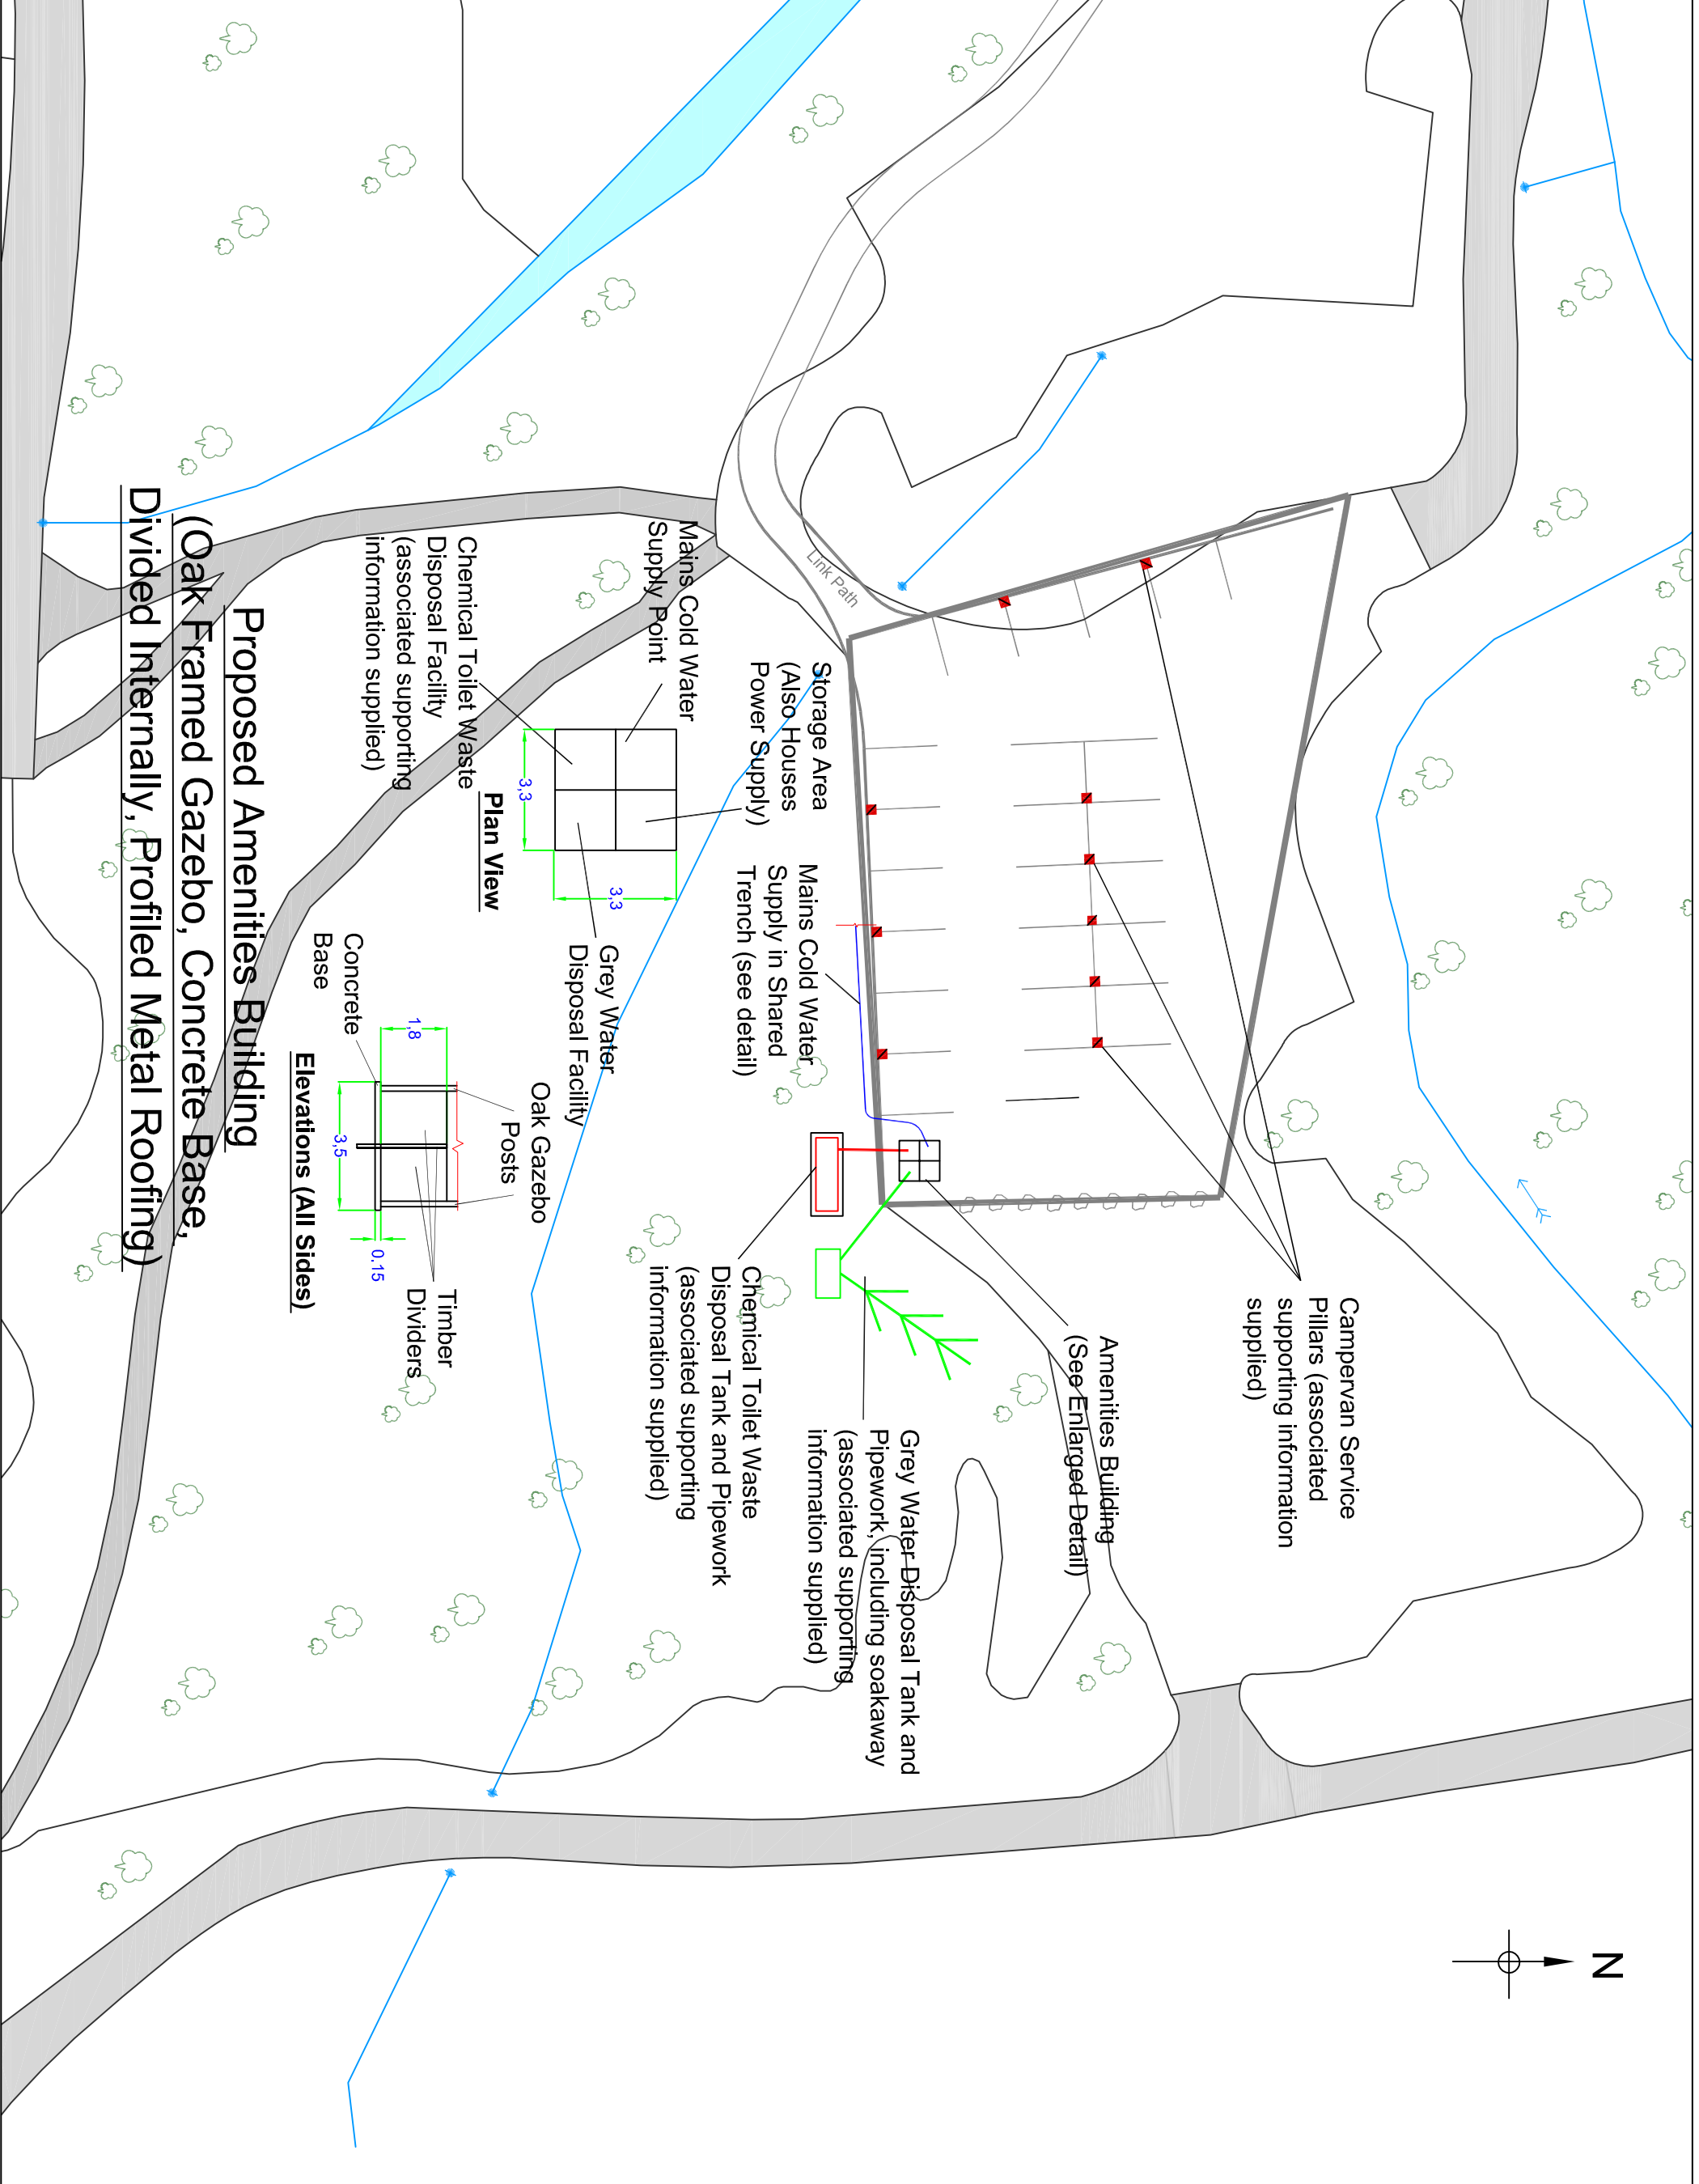 N
Campervan Service
Pillars (associated
supporting information
supplied)
Link Path
Amenities Building
(See Enlarged Detail)
Storage Area
(Also Houses
Power Supply)
Mains Cold Water
Supply in Shared
Trench (see detail)
Grey Water Disposal Tank and
Pipework, including soakaway
(associated supporting
information supplied)
Chemical Toilet Waste
Disposal Tank and Pipework
(associated supporting
information supplied)
Mains Cold Water
Supply Point
Grey Water
Disposal Facility
3,3
3,3
Plan View
Chemical Toilet Waste
Disposal Facility
(associated supporting
information supplied)
Oak Gazebo
Posts
Timber
Dividers
1,8
3,5
0,15
Concrete
Base
Elevations (All Sides)
Proposed Amenities Building
(Oak Framed Gazebo, Concrete Base,
Divided Internally, Profiled Metal Roofing)